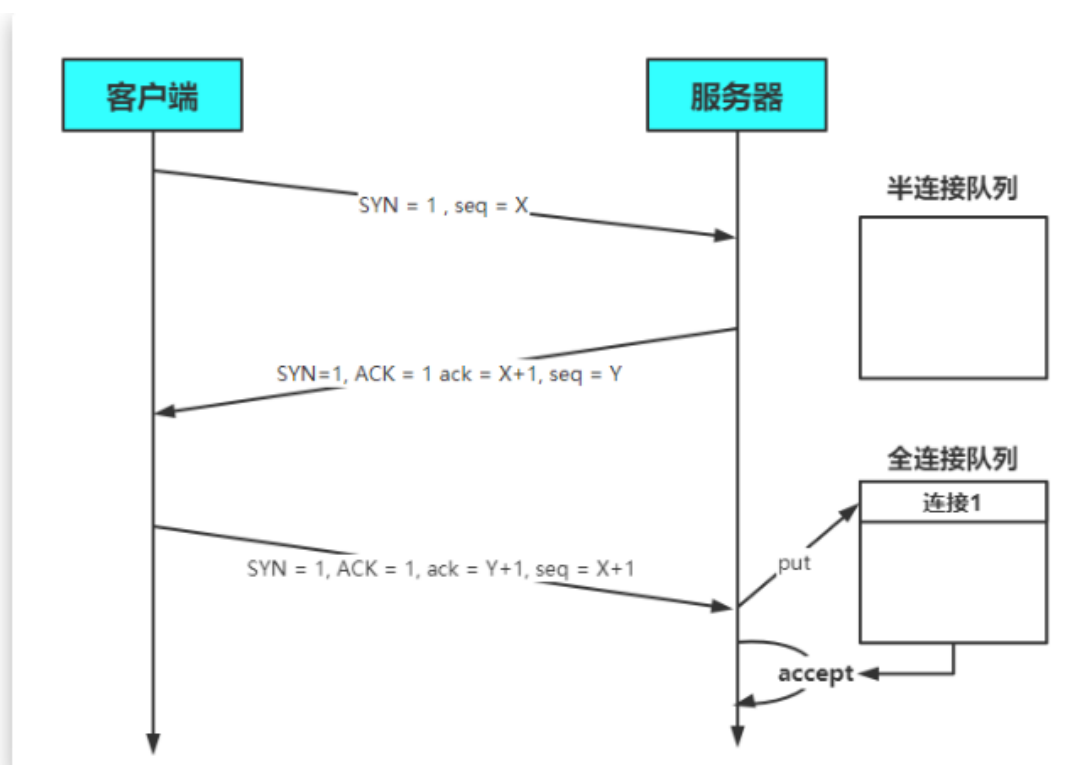 客户端
服务器
SYN = 1 , seq = X
半连接队列
SYN=1, ACK = 1 ack = X+1, seq = Y
全连接队列
连接1
put
SYN = 1, ACK = 1, ack = Y+1, seq = X+1
accept